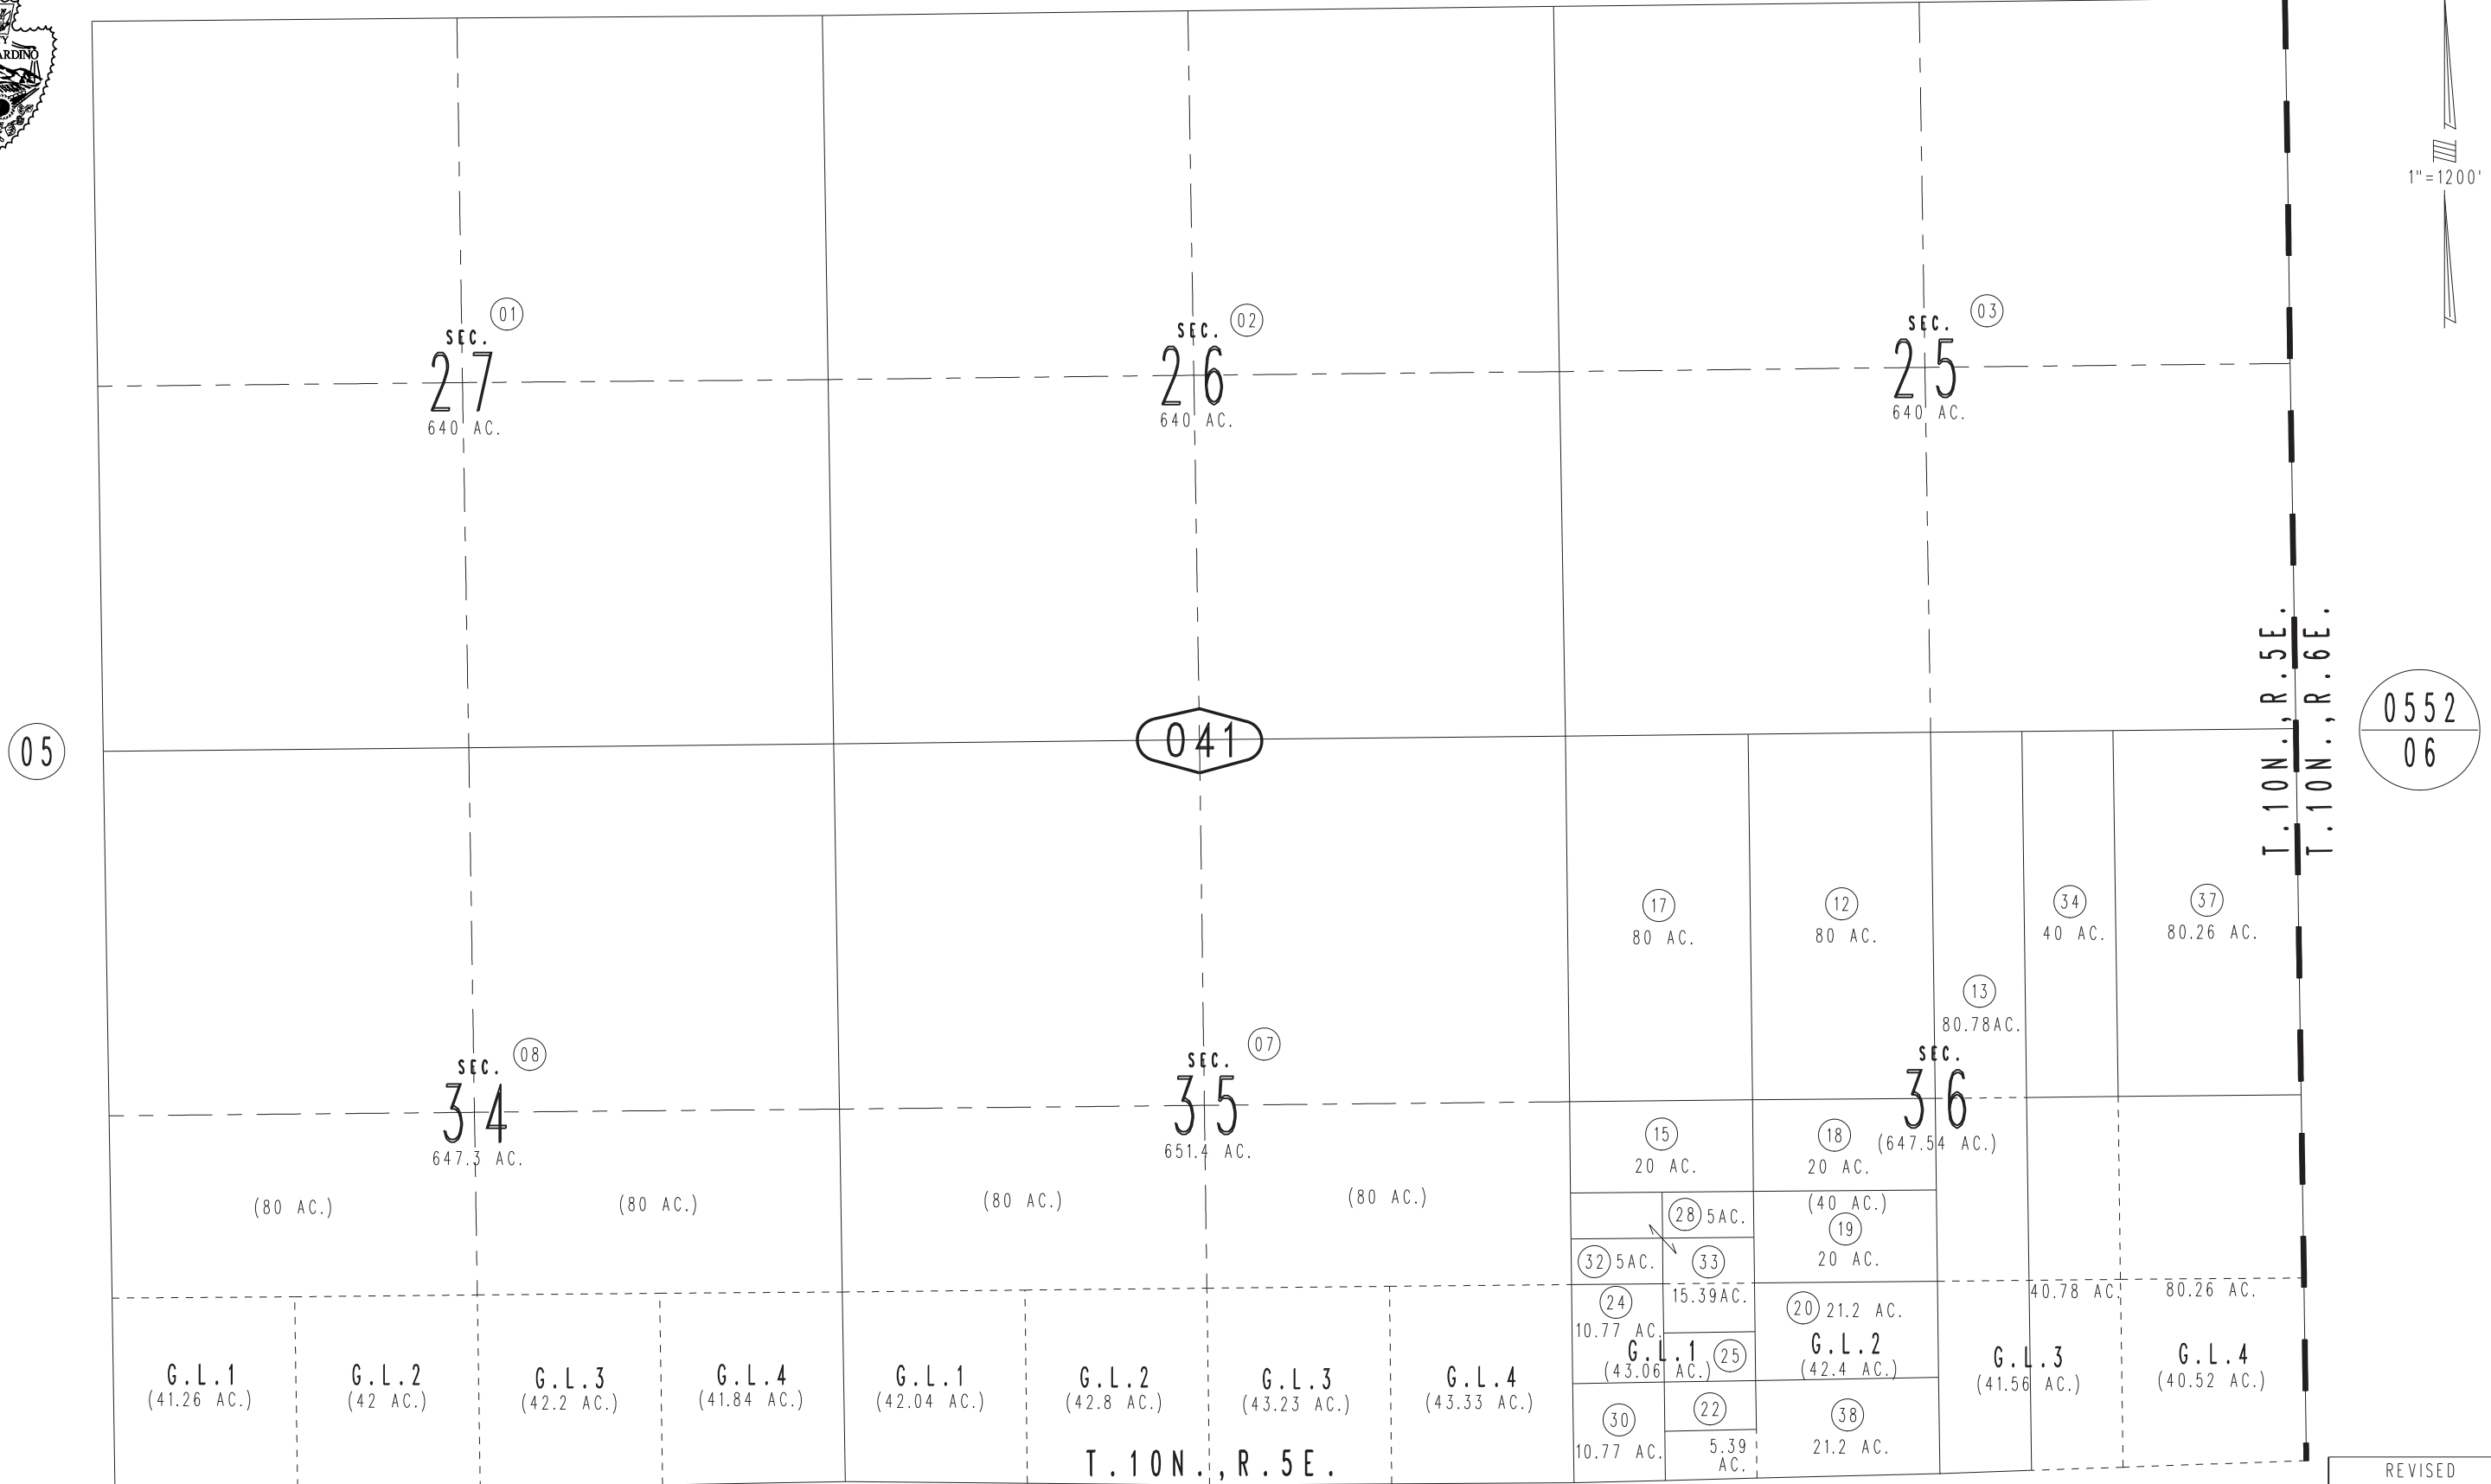 ARDINO
1"=1200'
01
SEC.
27
640 AC.
02
SEC.
26
640 AC.
03
SEC.
25
640 AC.
T.10N.,R.5E.
T.10N.,R.6E.
05
041
0552
06
17
80 AC.
12
80 AC.
34
40 AC.
37
80.26 AC.
13
80.78AC.
08
SEC.
34
647.3 AC.
07
SEC.
35
651.4 AC.
SEC.
36
(647.54 AC.)
15
20 AC.
18
20 AC.
(80 AC.)
(80 AC.)
(80 AC.)
(80 AC.)
28 5AC.
(40 AC.)
19
20 AC.
32 5AC.
33
15.39AC.
24
10.77 AC.
20 21.2 AC.
40.78 AC.
80.26 AC.
G.L.1
(41.26 AC.)
G.L.2
(42 AC.)
G.L.3
(42.2 AC.)
G.L.4
(41.84 AC.)
G.L.1
(42.04 AC.)
G.L.2
(42.8 AC.)
G.L.3
(43.23 AC.)
G.L.4
(43.33 AC.)
G.L.1
(43.06 AC.)
25
G.L.2
(42.4 AC.)
G.L.3
(41.56 AC.)
G.L.4
(40.52 AC.)
30
10.77 AC.
22
5.39
AC.
38
21.2 AC.
T.10N.,R.5E.
REVISED